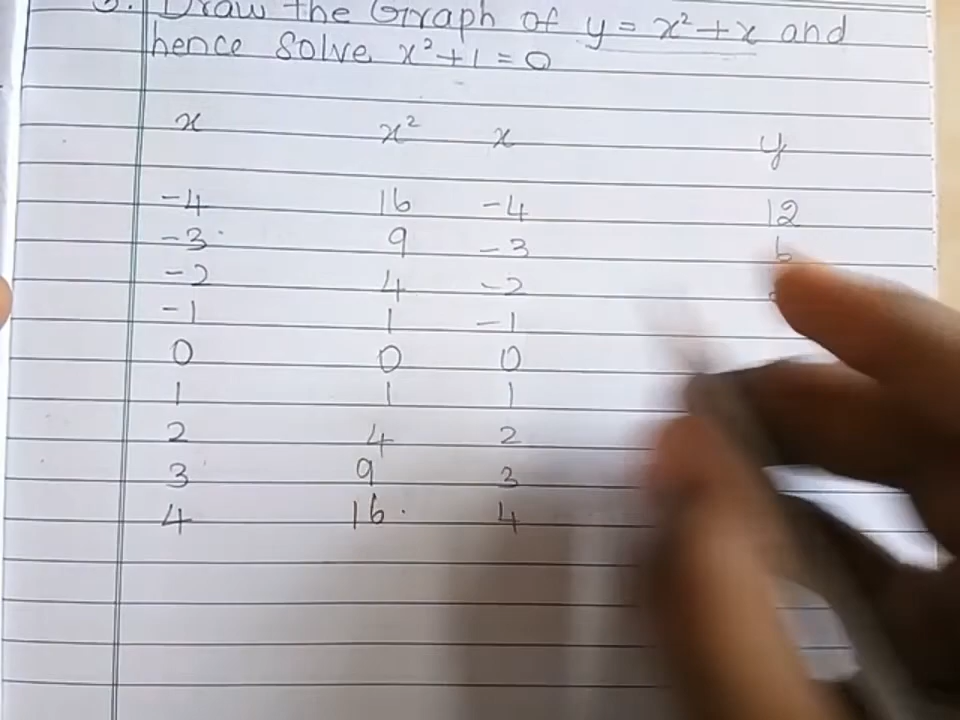 3. Draw the Graph of y = x² + x and
hence solve x² + 1 = 0
x x² x y
-4 16 -4 12
-3 9 -3 6
-2 4 -2
-1 1 -1
0 0 0
1 1 1
2 4 2
3 9 3
4 16 4